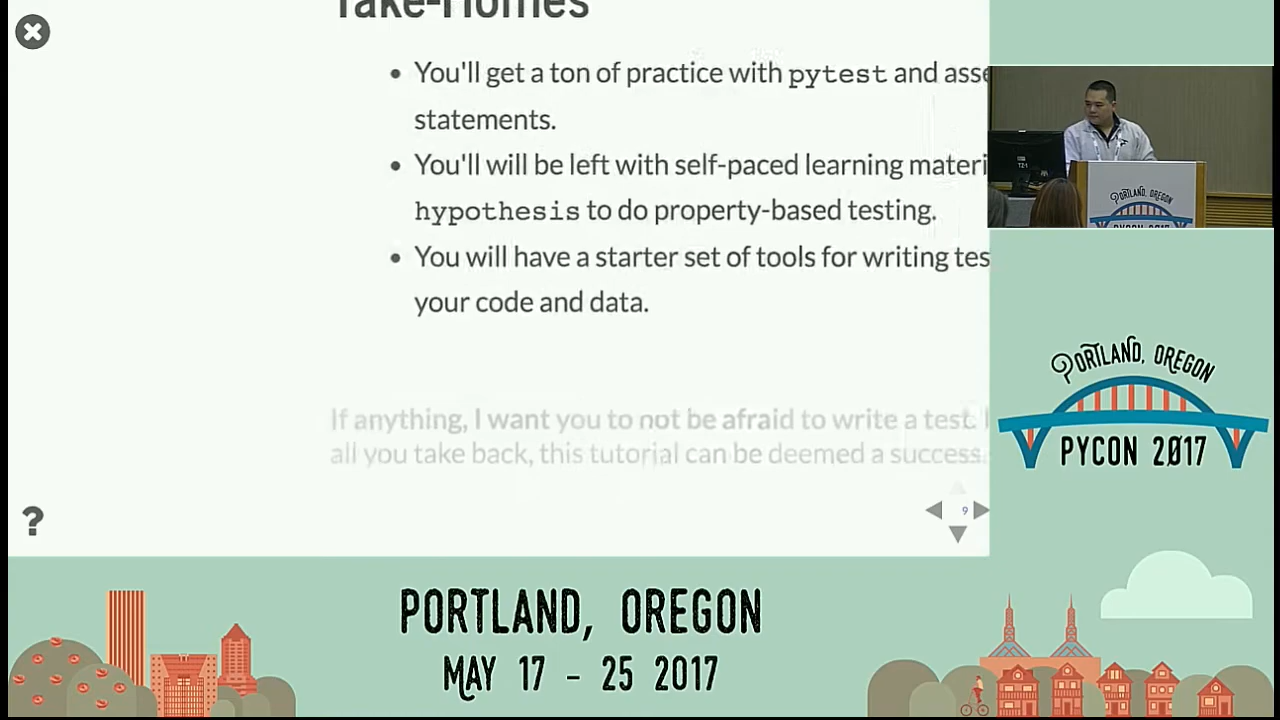 Take-Homes
You'll get a ton of practice with pytest and asse
statements.
You'll will be left with self-paced learning materi
hypothesis to do property-based testing.
You will have a starter set of tools for writing tes
your code and data.
If anything, I want you to not be afraid to write a test.
all you take back, this tutorial can be deemed a success.
?
9
PORTLAND, OREGON
PORTLAND, OREGON
PYCON 2017
PORTLAND, OREGON
MAY 17 - 25 2017